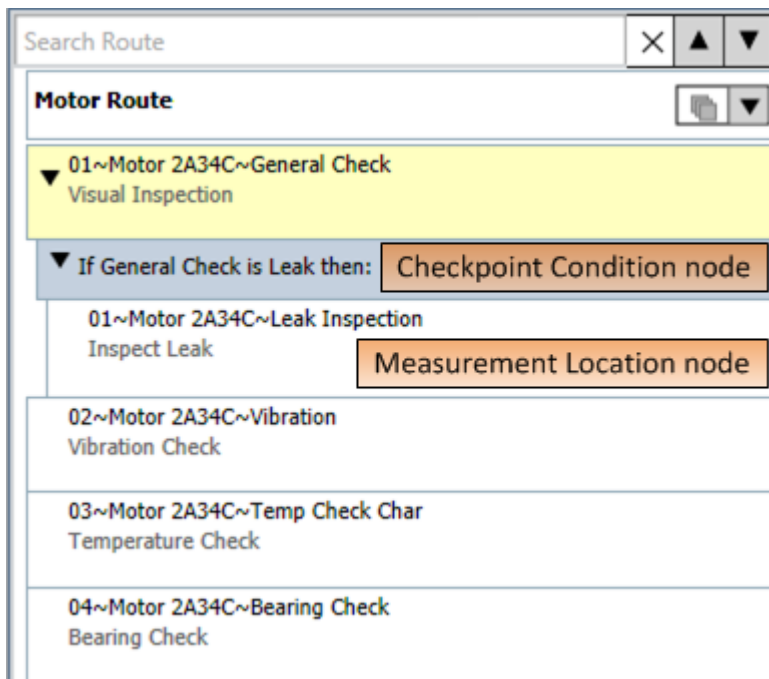 Search Route
Motor Route
01~Motor 2A34C~General Check
Visual Inspection
If General Check is Leak then:
Checkpoint Condition node
01~Motor 2A34C~Leak Inspection
Inspect Leak
Measurement Location node
02~Motor 2A34C~Vibration
Vibration Check
03~Motor 2A34C~Temp Check Char
Temperature Check
04~Motor 2A34C~Bearing Check
Bearing Check